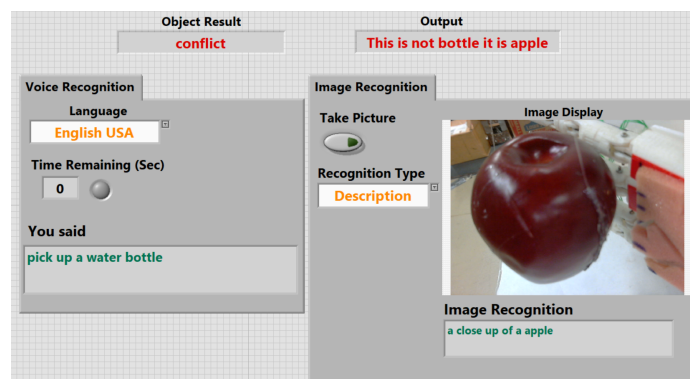 Object Result
conflict
Output
This is not bottle it is apple
Voice Recognition
Language
English USA
Time Remaining (Sec)
0
You said
pick up a water bottle
Image Recognition
Take Picture
Recognition Type
Description
Image Display
Image Recognition
a close up of a apple